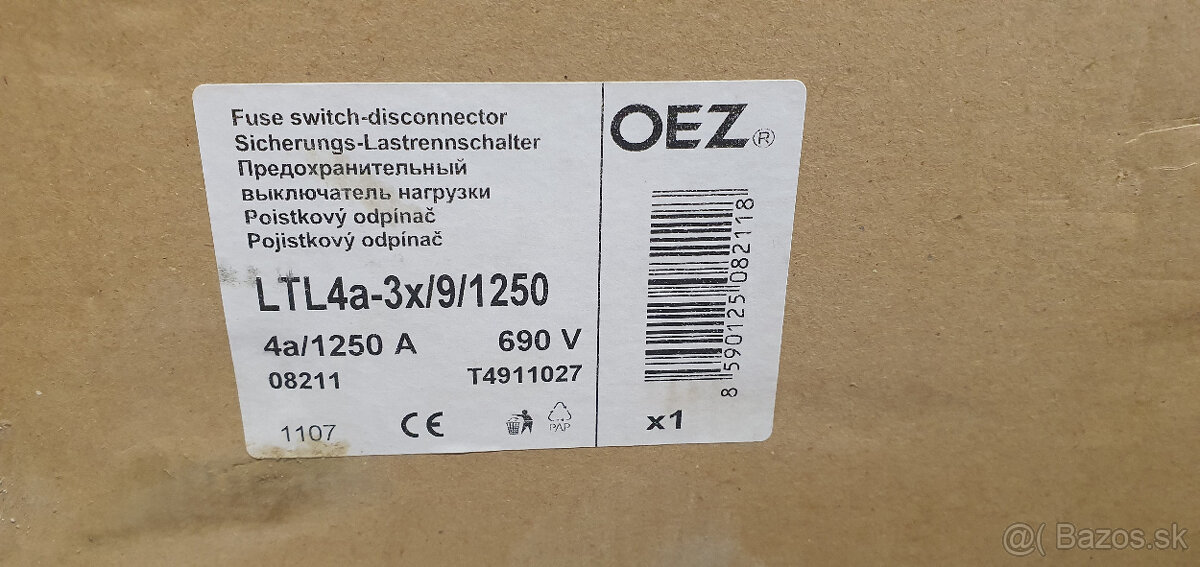 Fuse switch-disconnector
Sicherungs-Lastrennschalter
Предохранительный
выключатель нагрузки
Poistkový odpínač
Pojistkový odpínač
LTL4a-3x/9/1250
4a/1250 A 690 V
08211 T4911027
1107 CE PAP
OEZ®
8 590125 082118
x1
@( Bazos.sk